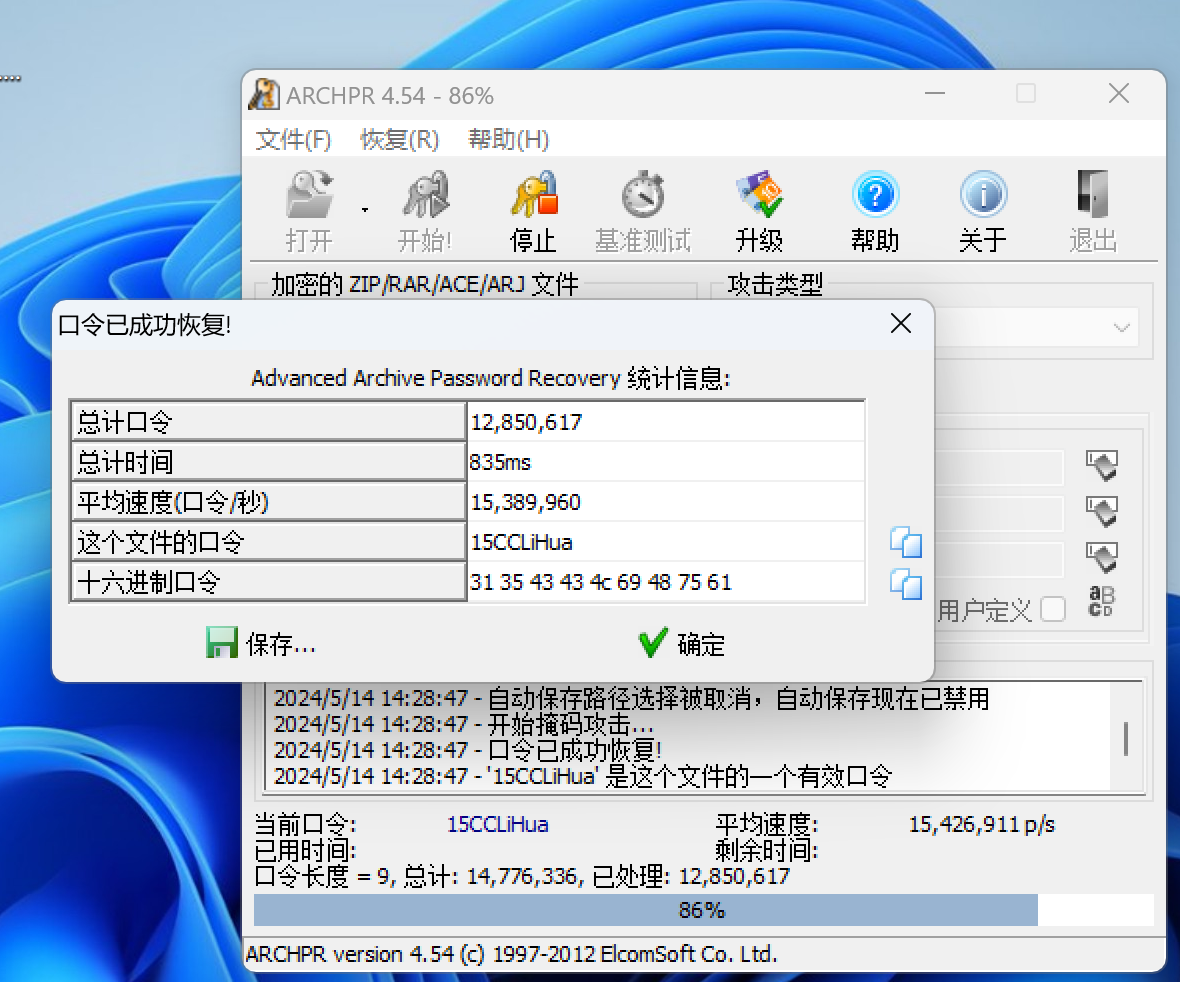 ARCHPR 4.54 - 86%
文件(F) 恢复(R) 帮助(H)
打开 开始! 停止 基准测试 升级 帮助 关于 退出
加密的 ZIP/RAR/ACE/ARJ 文件 攻击类型
口令已成功恢复!
Advanced Archive Password Recovery 统计信息:
总计口令 12,850,617
总计时间 835ms
平均速度(口令/秒) 15,389,960
这个文件的口令 15CCLiHua
十六进制口令 31 35 43 43 4c 69 48 75 61
用户定义
保存... 确定
2024/5/14 14:28:47 - 自动保存路径选择被取消，自动保存现在已禁用
2024/5/14 14:28:47 - 开始掩码攻击...
2024/5/14 14:28:47 - 口令已成功恢复!
2024/5/14 14:28:47 - '15CCLiHua' 是这个文件的一个有效口令
当前口令: 15CCLiHua 平均速度: 15,426,911 p/s
已用时间: 剩余时间:
口令长度 = 9, 总计: 14,776,336, 已处理: 12,850,617
86%
ARCHPR version 4.54 (c) 1997-2012 ElcomSoft Co. Ltd.